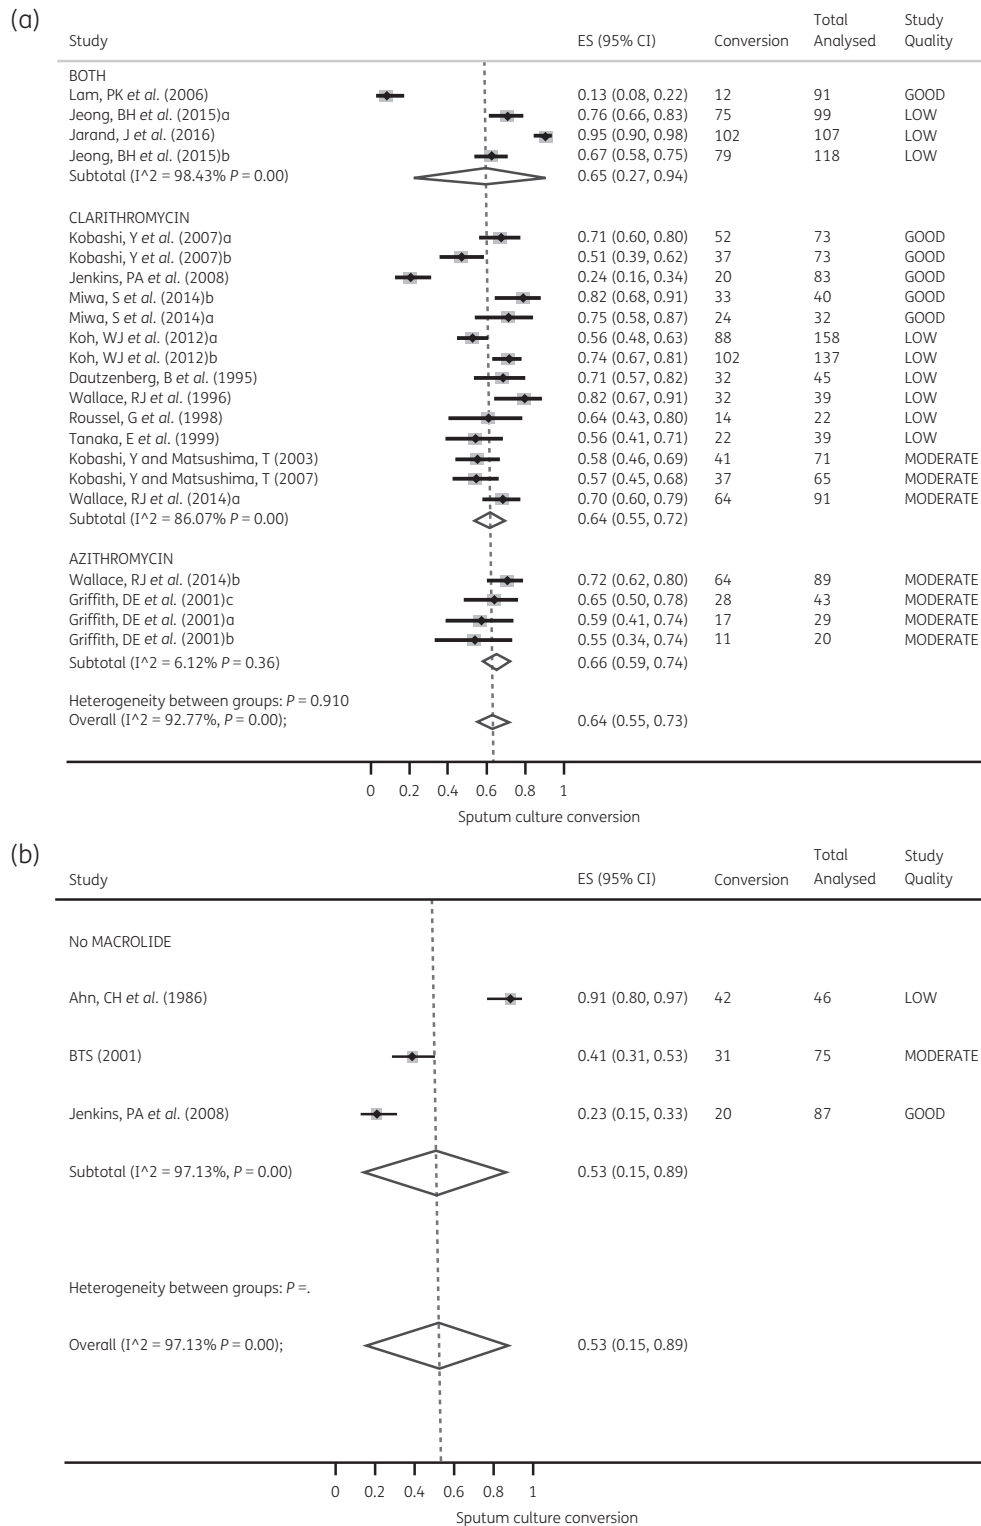 (a)
Study ES (95% CI) Conversion Total Analysed Study Quality
BOTH
Lam, PK et al. (2006) 0.13 (0.08, 0.22) 12 91 GOOD
Jeong, BH et al. (2015)a 0.76 (0.66, 0.83) 75 99 LOW
Jarand, J et al. (2016) 0.95 (0.90, 0.98) 102 107 LOW
Jeong, BH et al. (2015)b 0.67 (0.58, 0.75) 79 118 LOW
Subtotal (I^2 = 98.43% P = 0.00) 0.65 (0.27, 0.94)
CLARITHROMYCIN
Kobashi, Y et al. (2007)a 0.71 (0.60, 0.80) 52 73 GOOD
Kobashi, Y et al. (2007)b 0.51 (0.39, 0.62) 37 73 GOOD
Jenkins, PA et al. (2008) 0.24 (0.16, 0.34) 20 83 GOOD
Miwa, S et al. (2014)b 0.82 (0.68, 0.91) 33 40 GOOD
Miwa, S et al. (2014)a 0.75 (0.58, 0.87) 24 32 GOOD
Koh, WJ et al. (2012)a 0.56 (0.48, 0.63) 88 158 LOW
Koh, WJ et al. (2012)b 0.74 (0.67, 0.81) 102 137 LOW
Dautzenberg, B et al. (1995) 0.71 (0.57, 0.82) 32 45 LOW
Wallace, RJ et al. (1996) 0.82 (0.67, 0.91) 32 39 LOW
Roussel, G et al. (1998) 0.64 (0.43, 0.80) 14 22 LOW
Tanaka, E et al. (1999) 0.56 (0.41, 0.71) 22 39 LOW
Kobashi, Y and Matsushima, T (2003) 0.58 (0.46, 0.69) 41 71 MODERATE
Kobashi, Y and Matsushima, T (2007) 0.57 (0.45, 0.68) 37 65 MODERATE
Wallace, RJ et al. (2014)a 0.70 (0.60, 0.79) 64 91 MODERATE
Subtotal (I^2 = 86.07% P = 0.00) 0.64 (0.55, 0.72)
AZITHROMYCIN
Wallace, RJ et al. (2014)b 0.72 (0.62, 0.80) 64 89 MODERATE
Griffith, DE et al. (2001)c 0.65 (0.50, 0.78) 28 43 MODERATE
Griffith, DE et al. (2001)a 0.59 (0.41, 0.74) 17 29 MODERATE
Griffith, DE et al. (2001)b 0.55 (0.34, 0.74) 11 20 MODERATE
Subtotal (I^2 = 6.12% P = 0.36) 0.66 (0.59, 0.74)
Heterogeneity between groups: P = 0.910
Overall (I^2 = 92.77%, P = 0.00); 0.64 (0.55, 0.73)
0 0.2 0.4 0.6 0.8 1
Sputum culture conversion
(b)
Study ES (95% CI) Conversion Total Analysed Study Quality
No MACROLIDE
Ahn, CH et al. (1986) 0.91 (0.80, 0.97) 42 46 LOW
BTS (2001) 0.41 (0.31, 0.53) 31 75 MODERATE
Jenkins, PA et al. (2008) 0.23 (0.15, 0.33) 20 87 GOOD
Subtotal (I^2 = 97.13%, P = 0.00) 0.53 (0.15, 0.89)
Heterogeneity between groups: P =.
Overall (I^2 = 97.13% P = 0.00); 0.53 (0.15, 0.89)
0 0.2 0.4 0.6 0.8 1
Sputum culture conversion